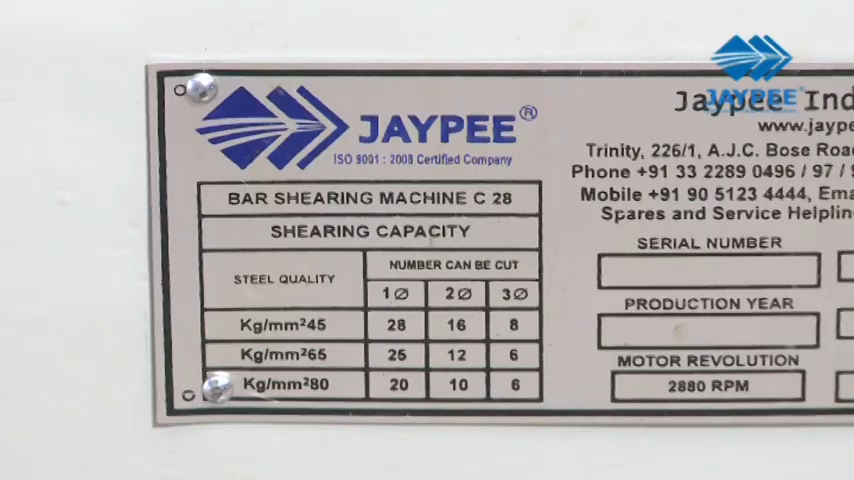 JAYPEE®
ISO 9001 : 2008 Certified Company
BAR SHEARING MACHINE C 28
SHEARING CAPACITY
STEEL QUALITY
NUMBER CAN BE CUT
1∅ 2∅ 3∅
Kg/mm²45 28 16 8
Kg/mm²65 25 12 6
Kg/mm²80 20 10 6
JAYPEE
Jaypee
Trinity, 226/1, A.J.C. Bose
Phone +91 33 2289 0496 / 97 /
Mobile +91 90 5123 4444,
Spares and Service
SERIAL NUMBER
PRODUCTION YEAR
MOTOR REVOLUTION
2880 RPM